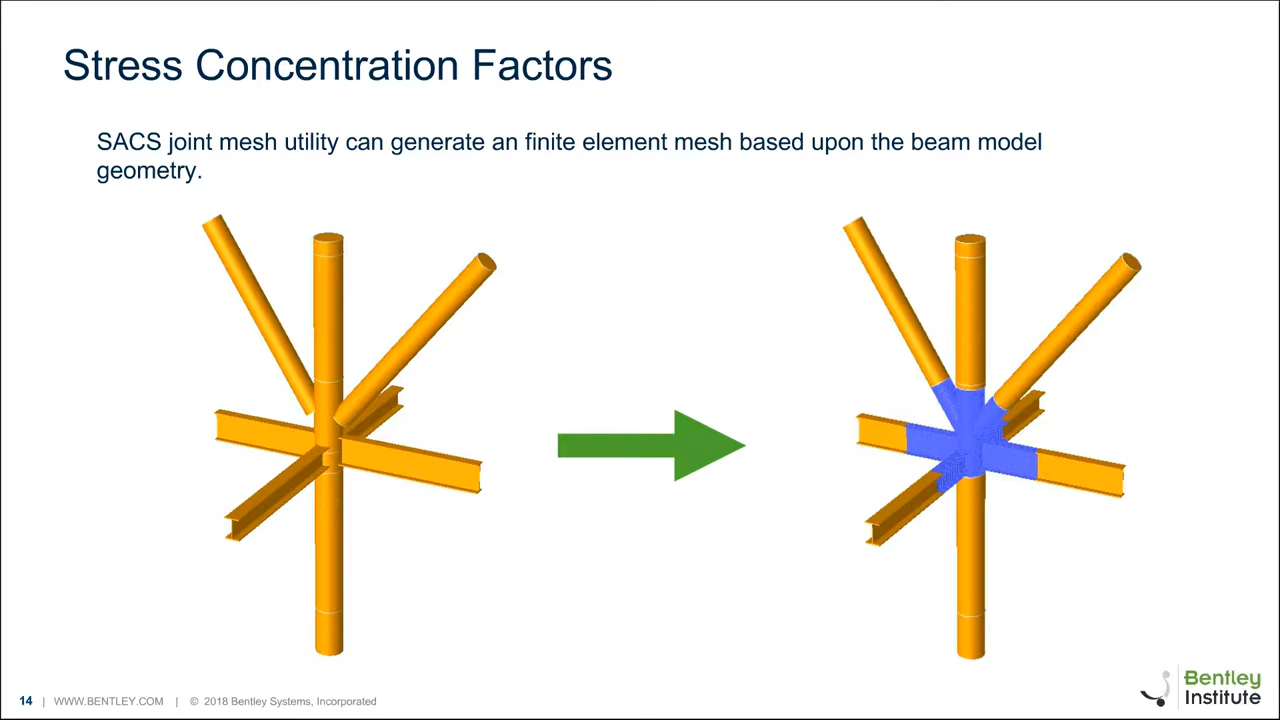 Stress Concentration Factors
SACS joint mesh utility can generate an finite element mesh based upon the beam model
geometry.
14 | WWW.BENTLEY.COM | © 2018 Bentley Systems, Incorporated
Bentley
Institute